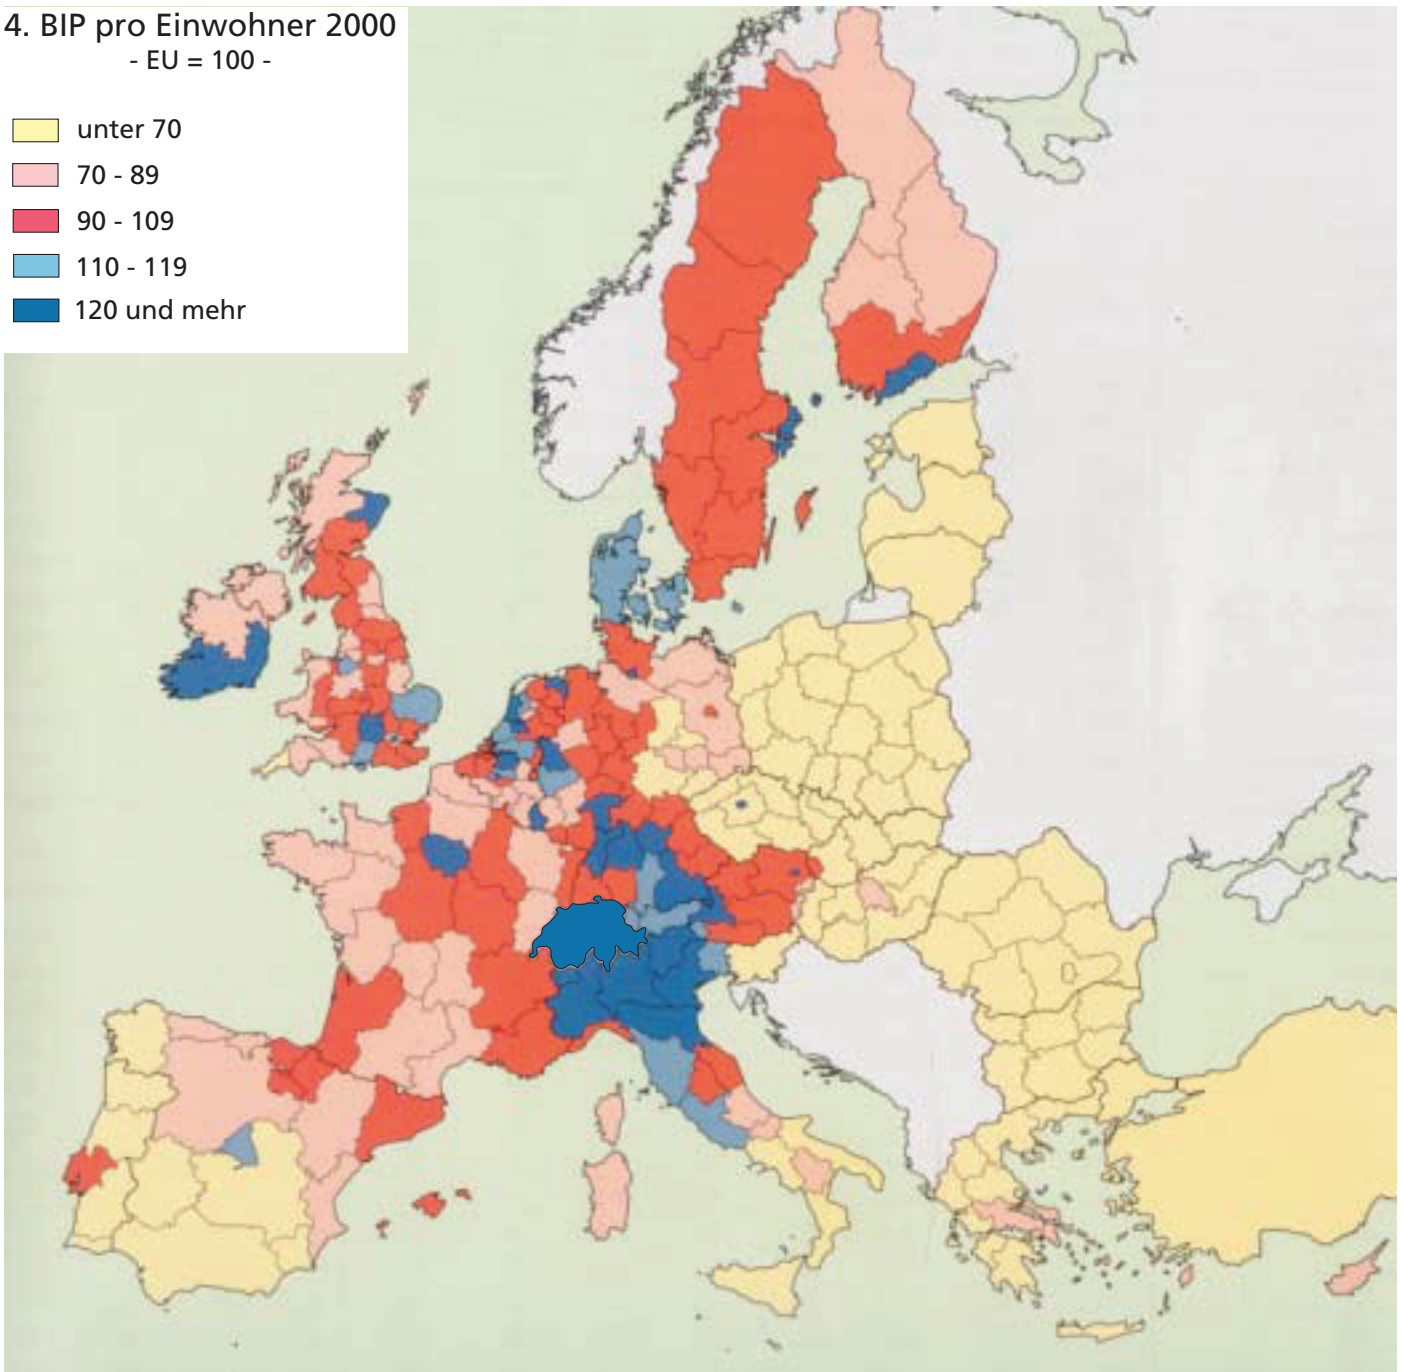 4. BIP pro Einwohner 2000
- EU = 100 -
unter 70
70 - 89
90 - 109
110 - 119
120 und mehr